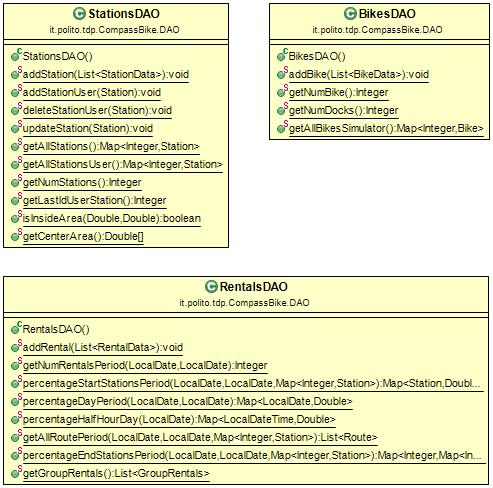 StationsDAO
it.polito.tdp.CompassBike.DAO
StationsDAO()
addStation(List<StationData>):void
addStationUser(Station):void
deleteStationUser(Station):void
updateStation(Station):void
getAllStations():Map<Integer,Station>
getAllStationsUser():Map<Integer,Station>
getNumStations():Integer
getLastIdUserStation():Integer
isInsideArea(Double,Double):boolean
getCenterArea():Double[]
BikesDAO
it.polito.tdp.CompassBike.DAO
BikesDAO()
addBike(List<BikeData>):void
getNumBike():Integer
getNumDocks():Integer
getAllBikesSimulator():Map<Integer,Bike>
RentalsDAO
it.polito.tdp.CompassBike.DAO
RentalsDAO()
addRental(List<RentalData>):void
getNumRentalsPeriod(LocalDate,LocalDate):Integer
percentageStartStationsPeriod(LocalDate,LocalDate,Map<Integer,Station>):Map<Station,Doubl...
percentageDayPeriod(LocalDate,LocalDate):Map<LocalDate,Double>
percentageHalfHourDay(LocalDate):Map<LocalDateTime,Double>
getAllRoutePeriod(LocalDate,LocalDate,Map<Integer,Station>):List<Route>
percentageEndStationsPeriod(LocalDate,LocalDate,Map<Integer,Station>):Map<Integer,Map<In...
getGroupRentals():List<GroupRentals>